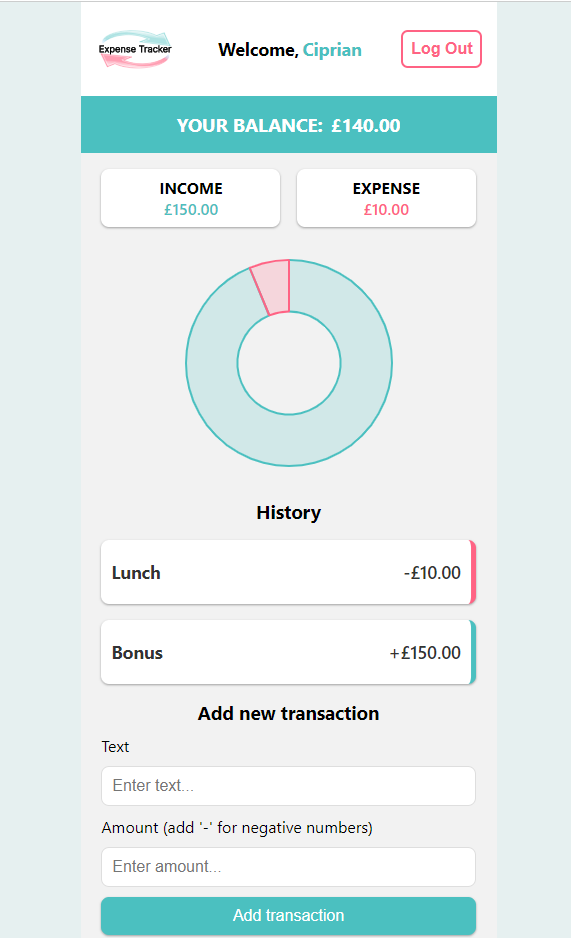 Expense Tracker
Welcome, Ciprian
Log Out
YOUR BALANCE: £140.00
INCOME
£150.00
EXPENSE
£10.00
History
Lunch -£10.00
Bonus +£150.00
Add new transaction
Text
Enter text...
Amount (add '-' for negative numbers)
Enter amount...
Add transaction